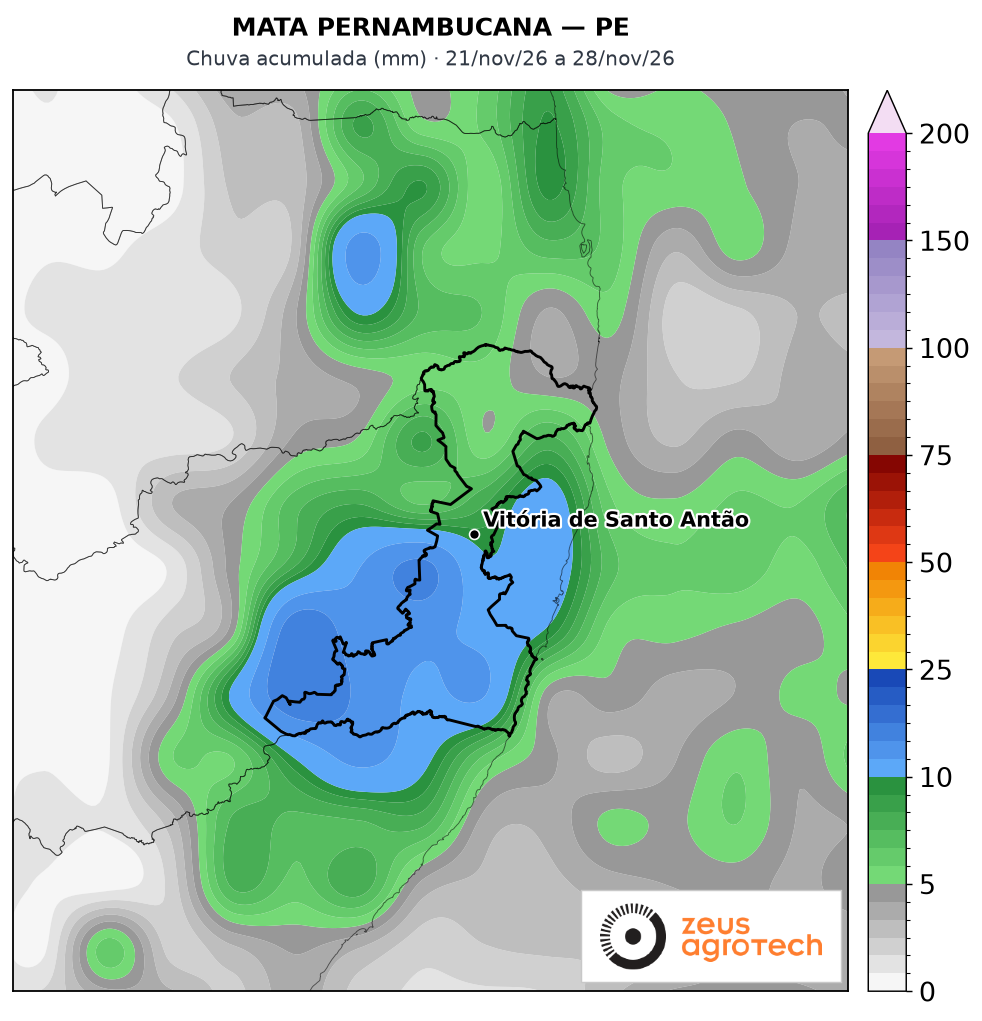 MATA PERNAMBUCANA — PE
Chuva acumulada (mm) · 21/nov/26 a 28/nov/26
200
150
100
75
50
25
10
5
0
Vitória de Santo Antão
zeus
agrotech